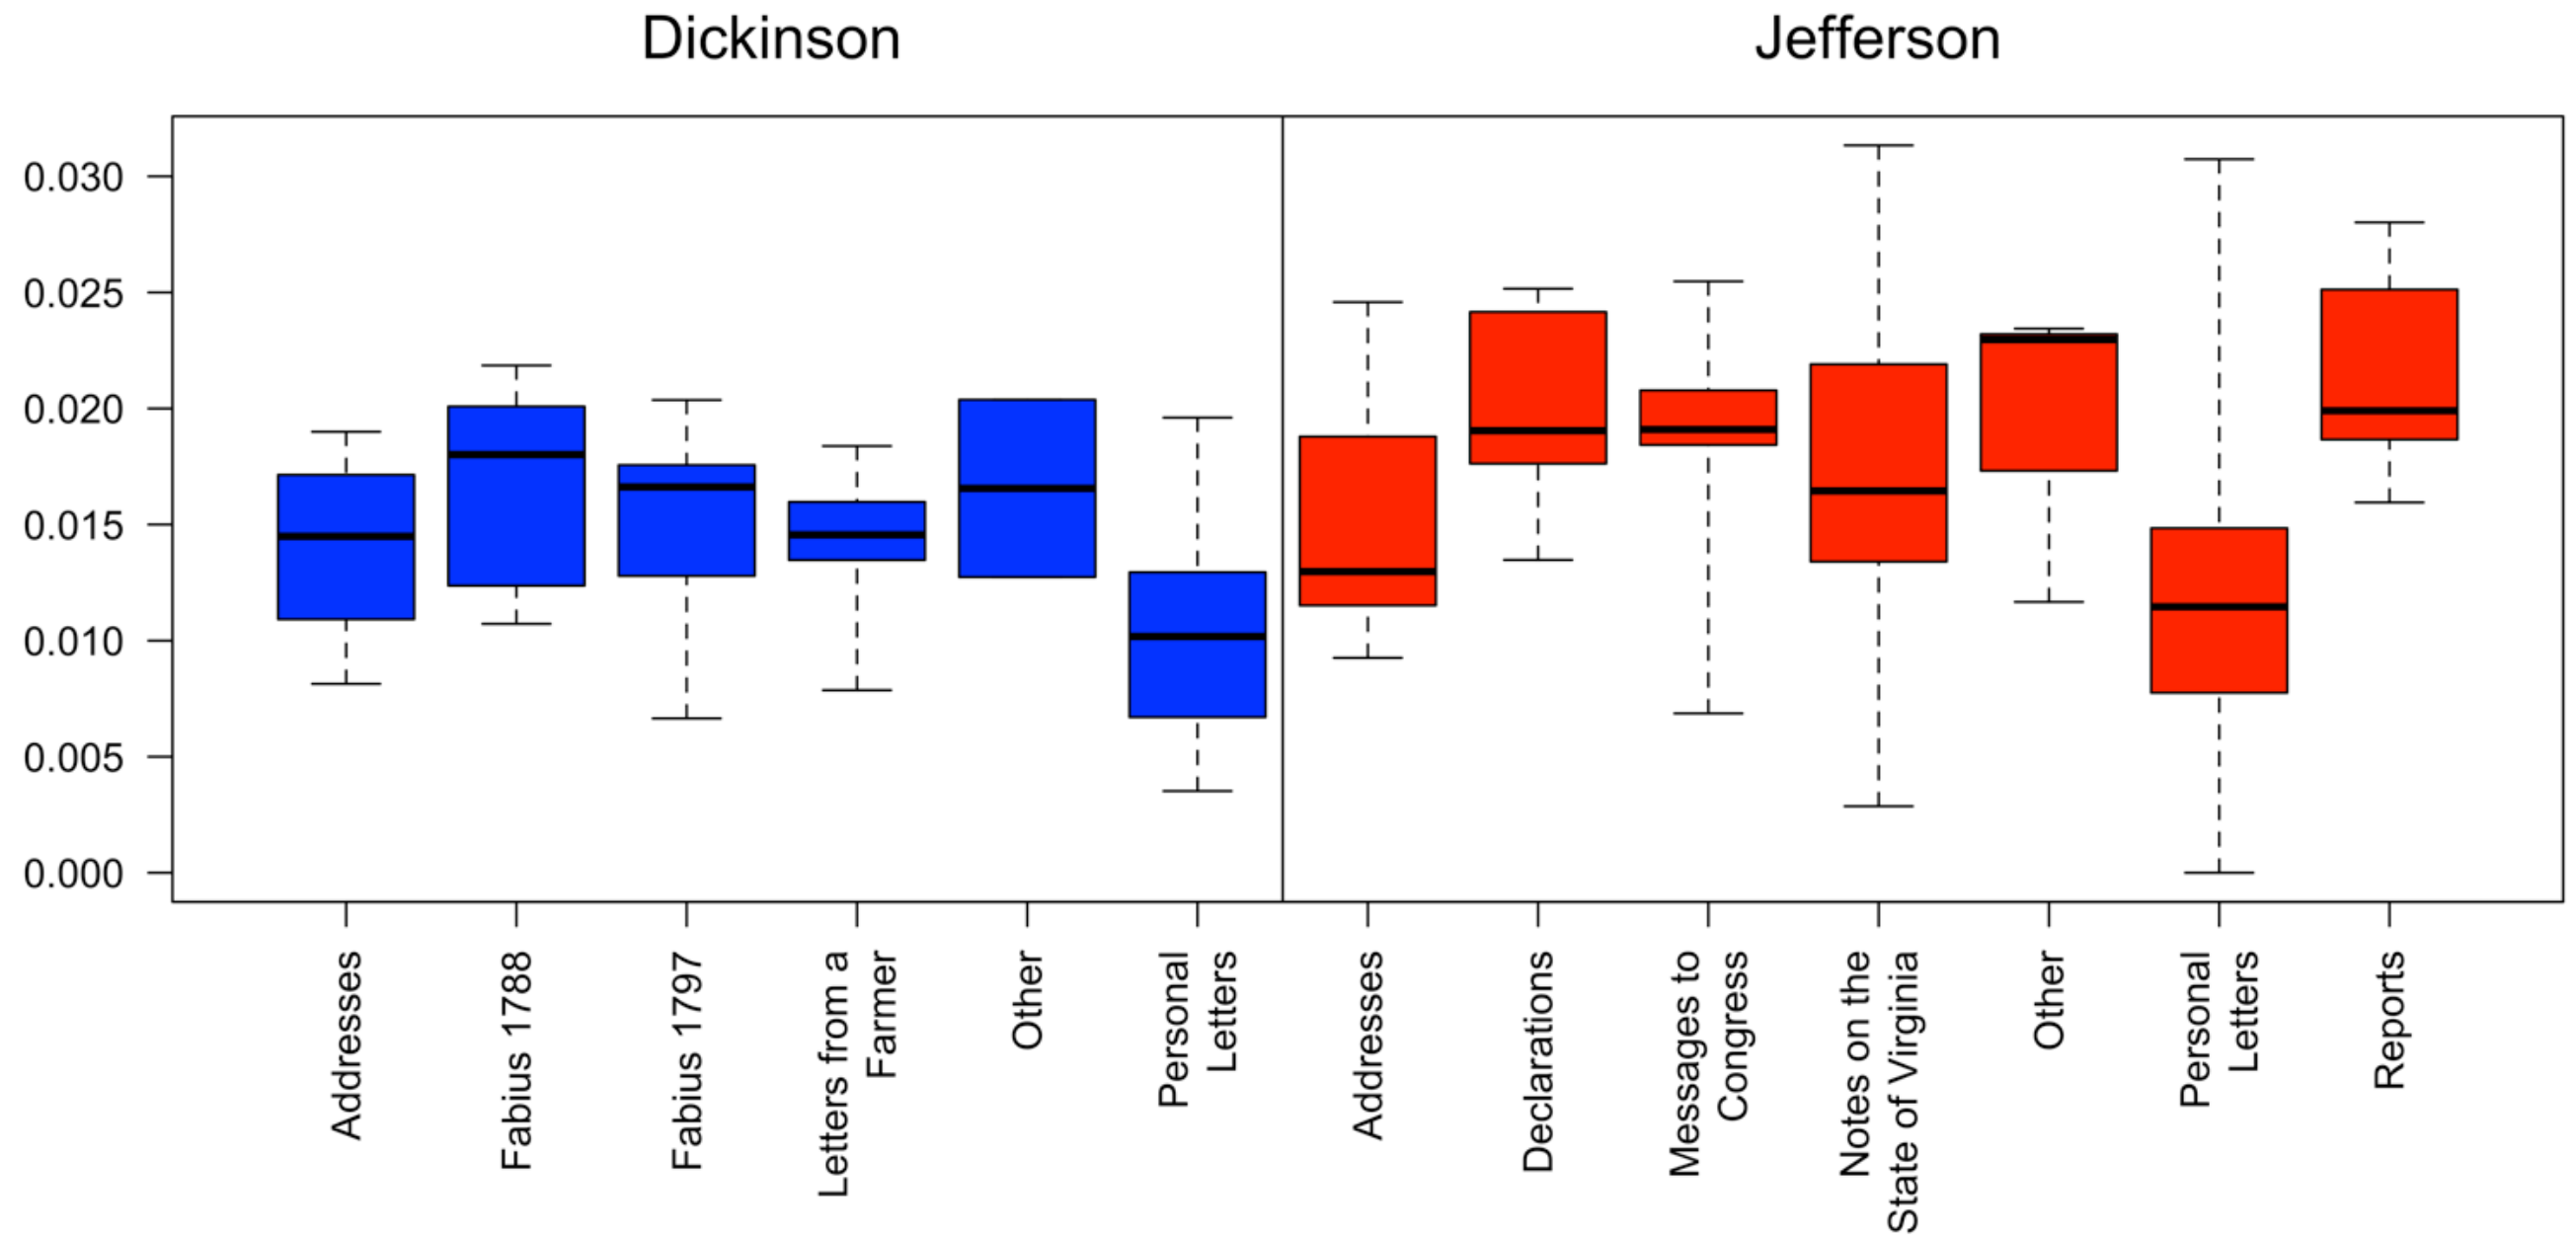 Dickinson
Jefferson
0.030
0.025
0.020
0.015
0.010
0.005
0.000
Addresses
Fabius 1788
Fabius 1797
Letters from a
Farmer
Other
Personal
Letters
Addresses
Declarations
Messages to
Congress
Notes on the
State of Virginia
Other
Personal
Letters
Reports